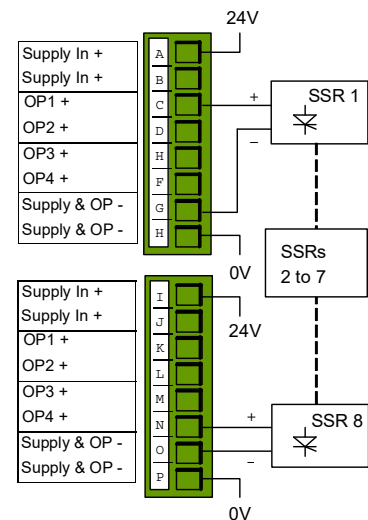 24V
Supply In + A
Supply In + B
OP1 + C + SSR 1
OP2 + D –
OP3 + H
OP4 + F
Supply & OP - G
Supply & OP - H
0V
SSRs
2 to 7
Supply In + I
Supply In + J 24V
OP1 + K
OP2 + L
OP3 + M
OP4 + N + SSR 8
Supply & OP - O –
Supply & OP - P
0V